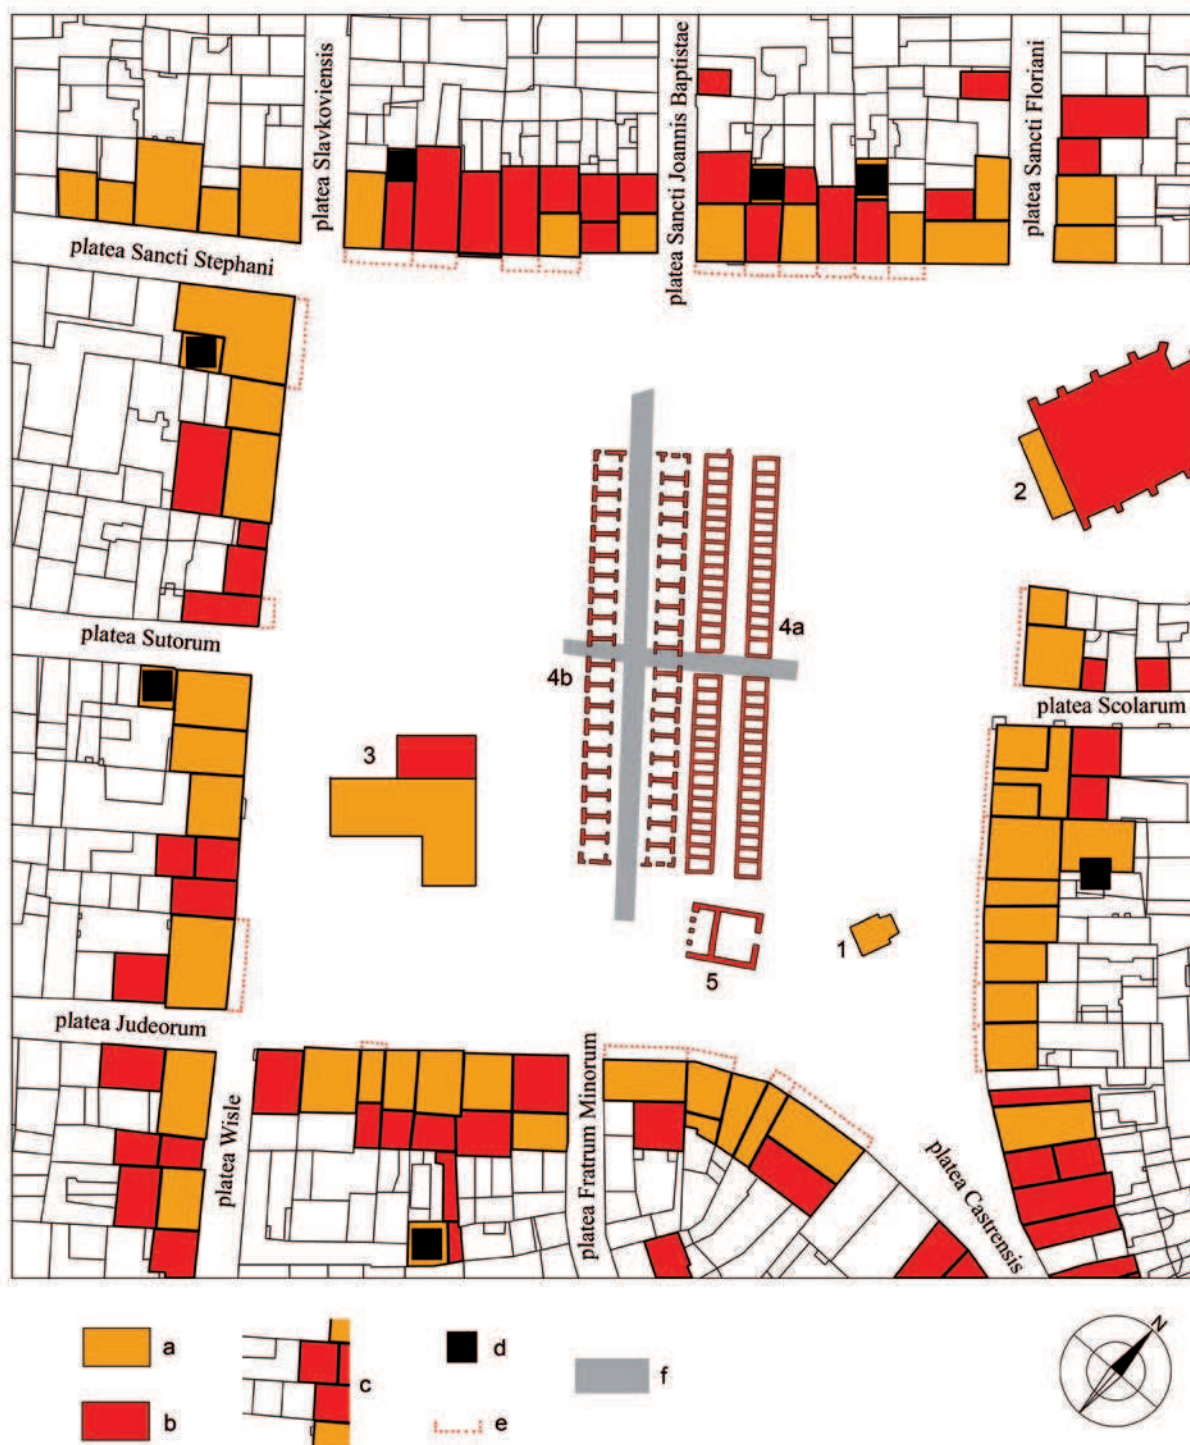 platea Slavkoviensis
platea Sancti Joannis Baptistae
platea Sancti Floriani
platea Sancti Stephani
2
4a
platea Sutorum
4b
platea Scolarum
3
1
5
platea Judeorum
platea Wisle
platea Fratrum Minorum
platea Castrensis
a
b
c
d
e
f
N